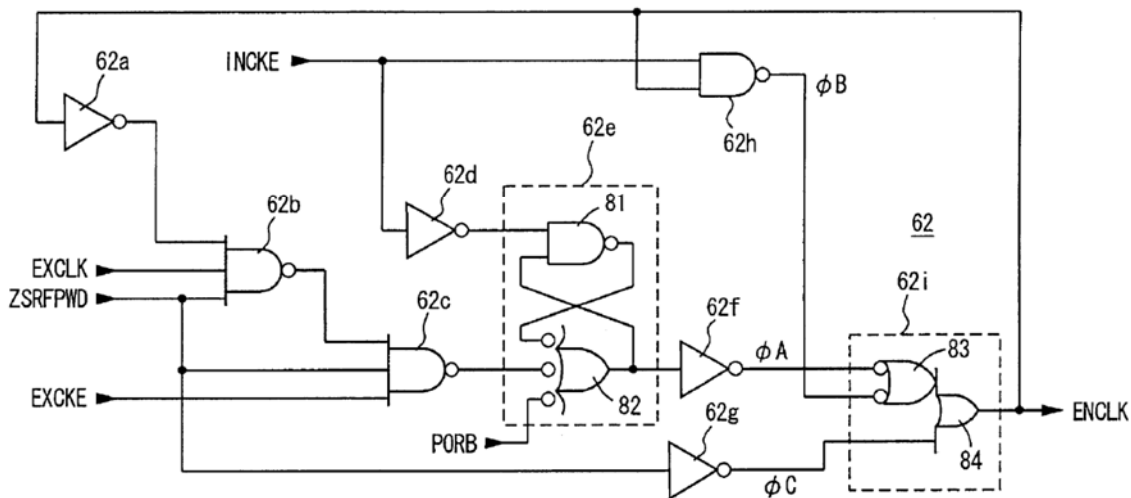 62a
INCKE
62h
φB
62e
62d
81
62
62b
EXCLK
ZSRFPWD
62c
62f
φA
62i
83
EXCKE
82
PORB
62g
φC
84
ENCLK